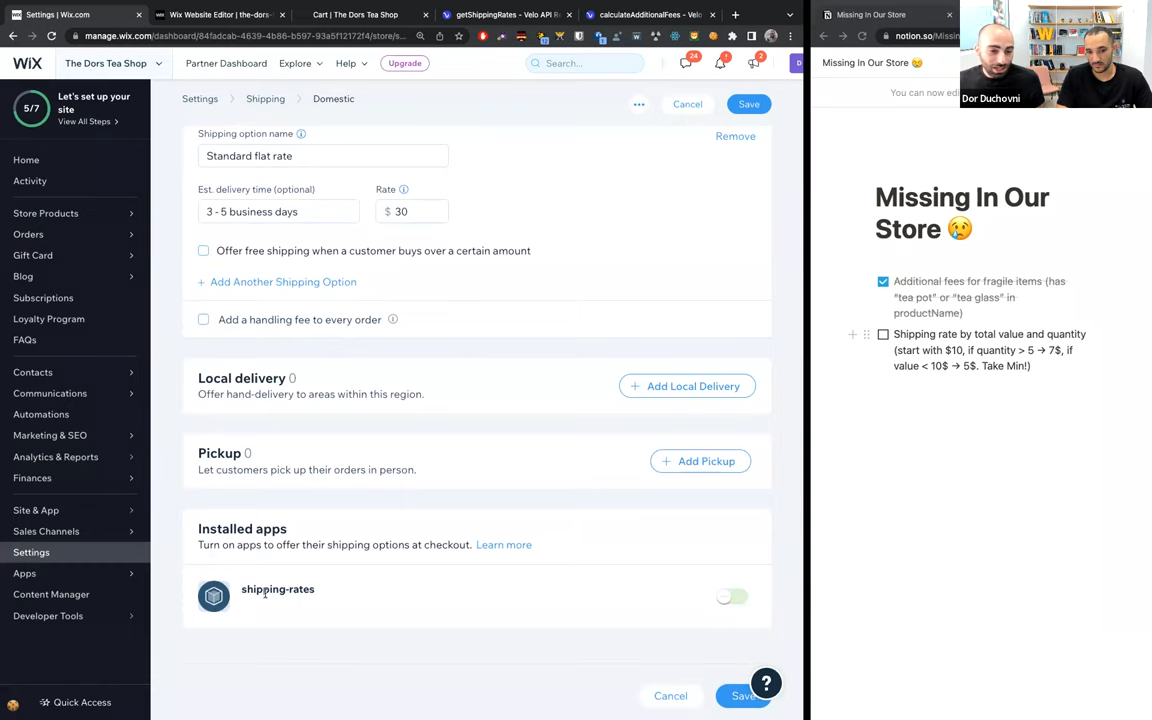 Settings | Wix.com
Wix Website Editor | the-dors-
Cart | The Dors Tea Shop
getShippingRates - Velo API R
calculateAdditionalFees - Velo
Missing In Our Store
manage.wix.com/dashboard/84fadcab-4639-4b86-b597-93a5f12172f4/store/s...
notion.so/Missin
WiX
The Dors Tea Shop
Partner Dashboard
Explore
Help
Upgrade
Search...
24
!
2
D
Missing In Our Store 😢
You can now edi
Dor Duchovni
5/7
Let's set up your site
View All Steps
Home
Activity
Store Products
Orders
Gift Card
Blog
Subscriptions
Loyalty Program
FAQs
Contacts
Communications
Automations
Marketing & SEO
Analytics & Reports
Finances
Site & App
Sales Channels
Settings
Apps
Content Manager
Developer Tools
Quick Access
Settings > Shipping > Domestic
Cancel
Save
Shipping option name
Remove
Standard flat rate
Est. delivery time (optional)
Rate
3 - 5 business days
$ 30
Offer free shipping when a customer buys over a certain amount
+ Add Another Shipping Option
Add a handling fee to every order
Local delivery 0
Offer hand-delivery to areas within this region.
+ Add Local Delivery
Pickup 0
Let customers pick up their orders in person.
+ Add Pickup
Installed apps
Turn on apps to offer their shipping options at checkout. Learn more
shipping-rates
Cancel
Save
?
Missing In Our
Store 😢
Additional fees for fragile items (has
"tea pot" or "tea glass" in
productName)
Shipping rate by total value and quantity
(start with $10, if quantity > 5 → 7$, if
value < 10$ → 5$. Take Min!)